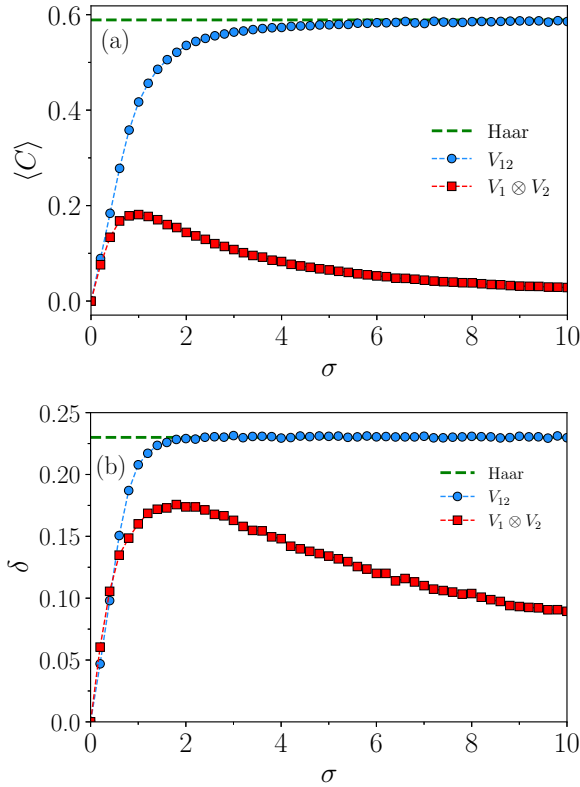 0.6
(a)
0.4
⟨C⟩
Haar
V₁₂
V₁ ⊗ V₂
0.2
0.0
0 2 4 6 8 10
σ
0.25
(b)
0.20
Haar
V₁₂
V₁ ⊗ V₂
0.15
δ
0.10
0.05
0.0
0 2 4 6 8 10
σ